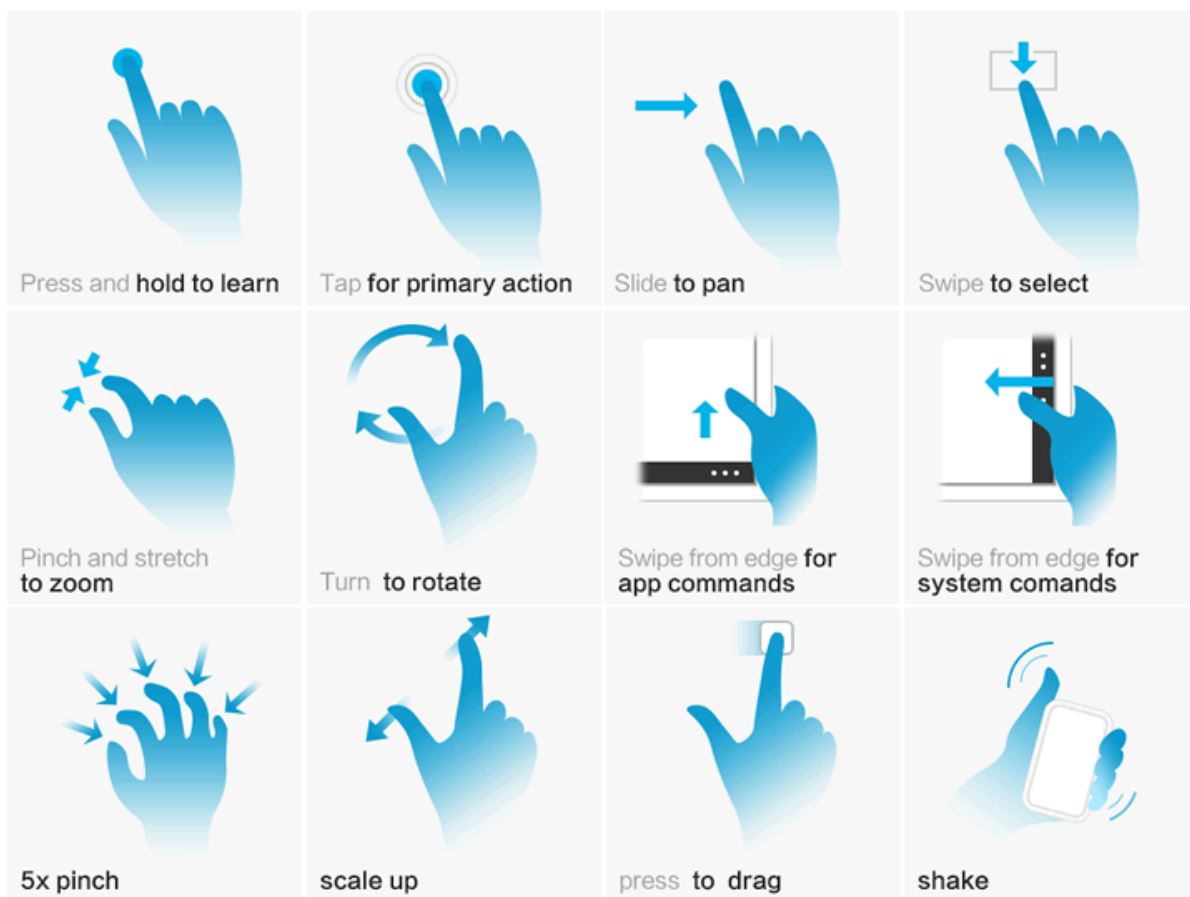 Press and hold to learn
Tap for primary action
Slide to pan
Swipe to select
Pinch and stretch
to zoom
Turn to rotate
Swipe from edge for
app commands
Swipe from edge for
system comands
5x pinch
scale up
press to drag
shake